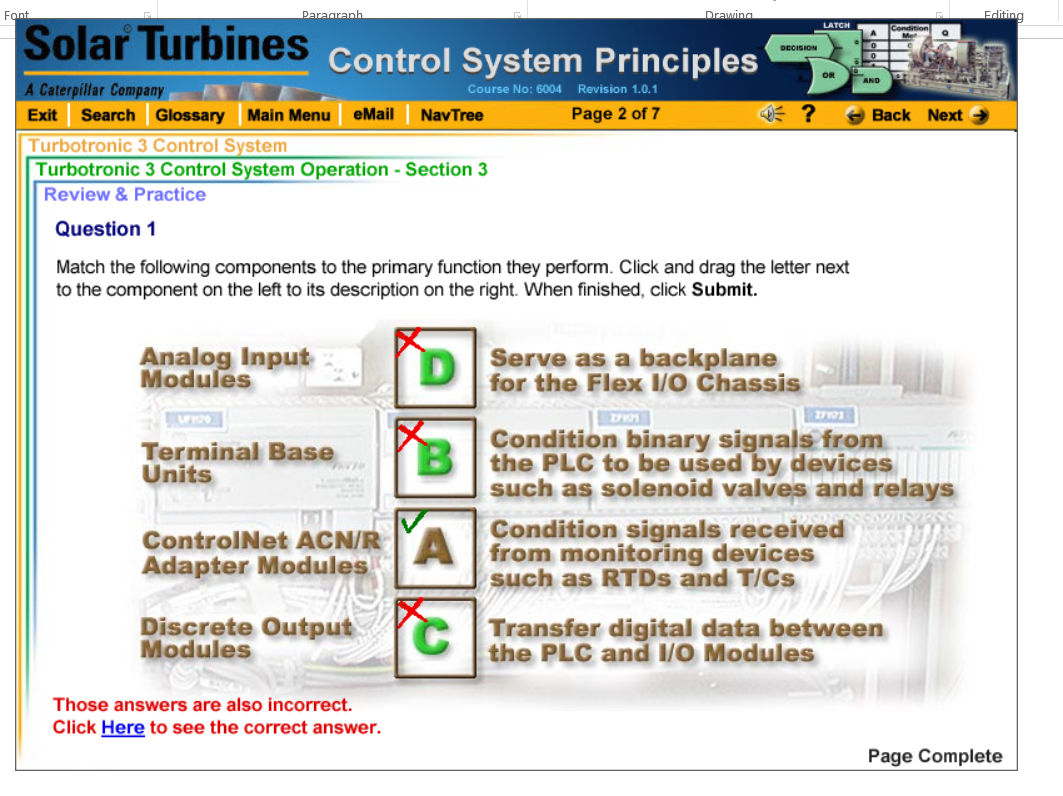 Font Paragraph Drawing Editing
Solar Turbines
A Caterpillar Company
Control System Principles
Course No: 6004 Revision 1.0.1
LATCH
DECISION
OR
AND
A Condition Q
0
0
Exit Search Glossary Main Menu eMail NavTree Page 2 of 7 ? Back Next
Turbotronic 3 Control System
Turbotronic 3 Control System Operation - Section 3
Review & Practice
Question 1
Match the following components to the primary function they perform. Click and drag the letter next
to the component on the left to its description on the right. When finished, click Submit.
Analog Input
Modules
D
Serve as a backplane
for the Flex I/O Chassis
Terminal Base
Units
B
Condition binary signals from
the PLC to be used by devices
such as solenoid valves and relays
ControlNet ACN/R
Adapter Modules
A
Condition signals received
from monitoring devices
such as RTDs and T/Cs
Discrete Output
Modules
C
Transfer digital data between
the PLC and I/O Modules
ZF1171
Those answers are also incorrect.
Click Here to see the correct answer.
Page Complete